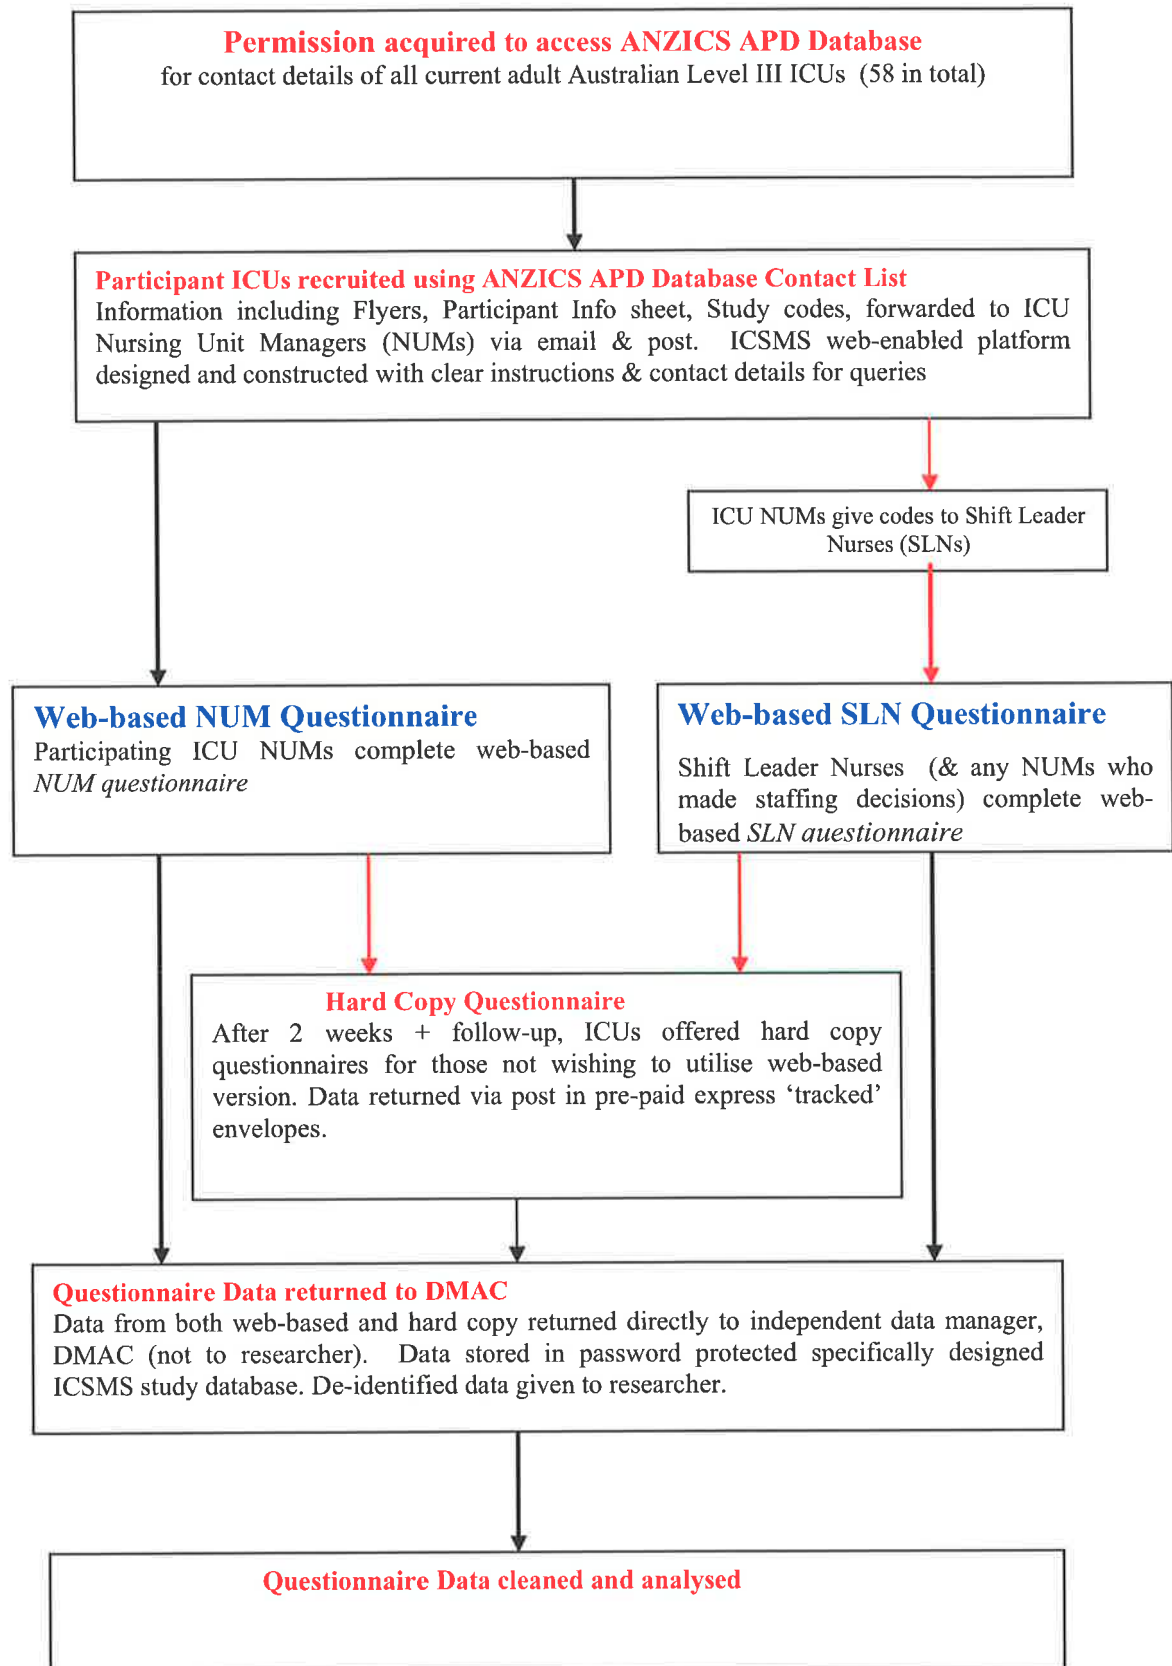 Permission acquired to access ANZICS APD Database
for contact details of all current adult Australian Level III ICUs  (58 in total)
Participant ICUs recruited using ANZICS APD Database Contact List
Information including Flyers, Participant Info sheet, Study codes, forwarded to ICU
Nursing Unit Managers (NUMs) via email & post.  ICSMS web-enabled platform
designed and constructed with clear instructions & contact details for queries
ICU NUMs give codes to Shift Leader
Nurses (SLNs)
Web-based NUM Questionnaire
Participating ICU NUMs complete web-based
NUM questionnaire
Web-based SLN Questionnaire
Shift Leader Nurses  (& any NUMs who
made staffing decisions) complete web-
based SLN auestionnaire
Hard Copy Questionnaire
After 2 weeks + follow-up, ICUs offered hard copy
questionnaires for those not wishing to utilise web-based
version. Data returned via post in pre-paid express ‘tracked’
envelopes.
Questionnaire Data returned to DMAC
Data from both web-based and hard copy returned directly to independent data manager,
DMAC (not to researcher).  Data stored in password protected specifically designed
ICSMS study database. De-identified data given to researcher.
Questionnaire Data cleaned and analysed